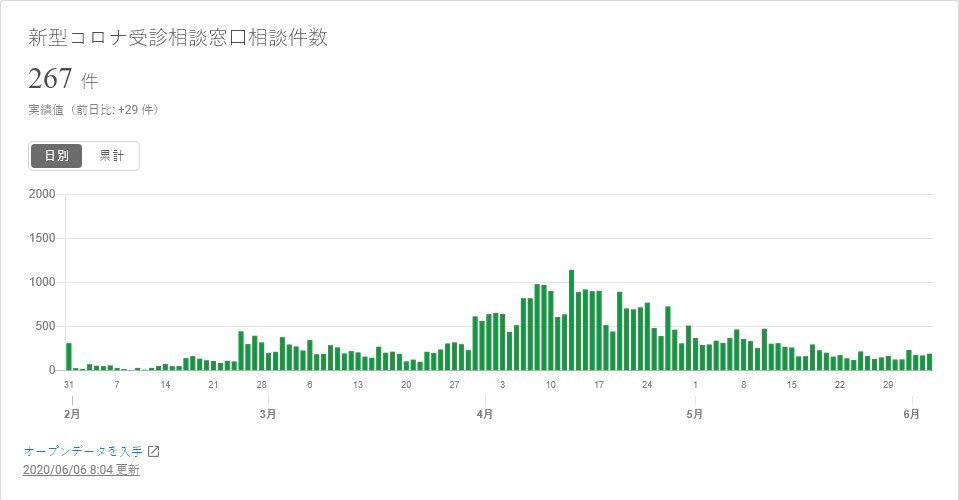 新型コロナ受診相談窓口相談件数
267 件
実績値（前日比: +29 件）
日別 累計
2000
1500
1000
500
0
31 7 14 21 28 6 13 20 27 3 10 17 24 1 8 15 22 29
2月 3月 4月 5月 6月
オープンデータを入手
2020/06/06 8:04 更新